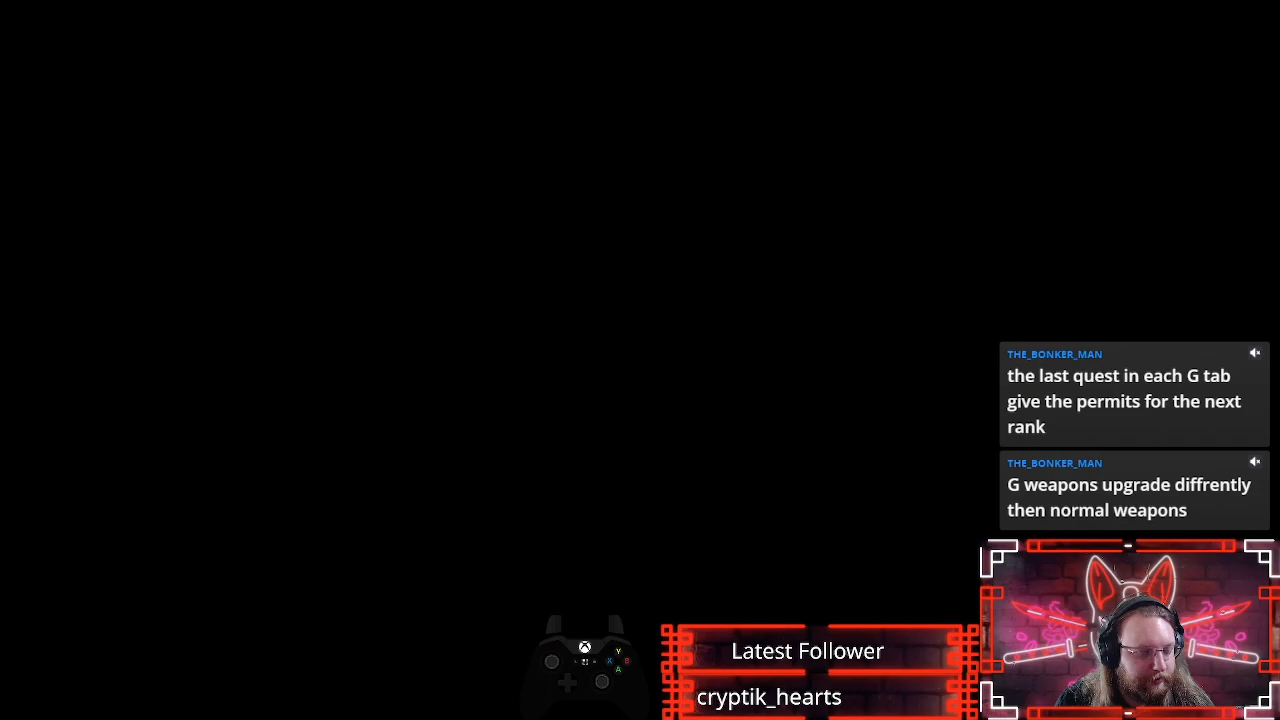 THE_BONKER_MAN
the last quest in each G tab
give the permits for the next
rank
THE_BONKER_MAN
G weapons upgrade diffrently
then normal weapons
Y
X
B
A
Latest Follower
cryptik_hearts